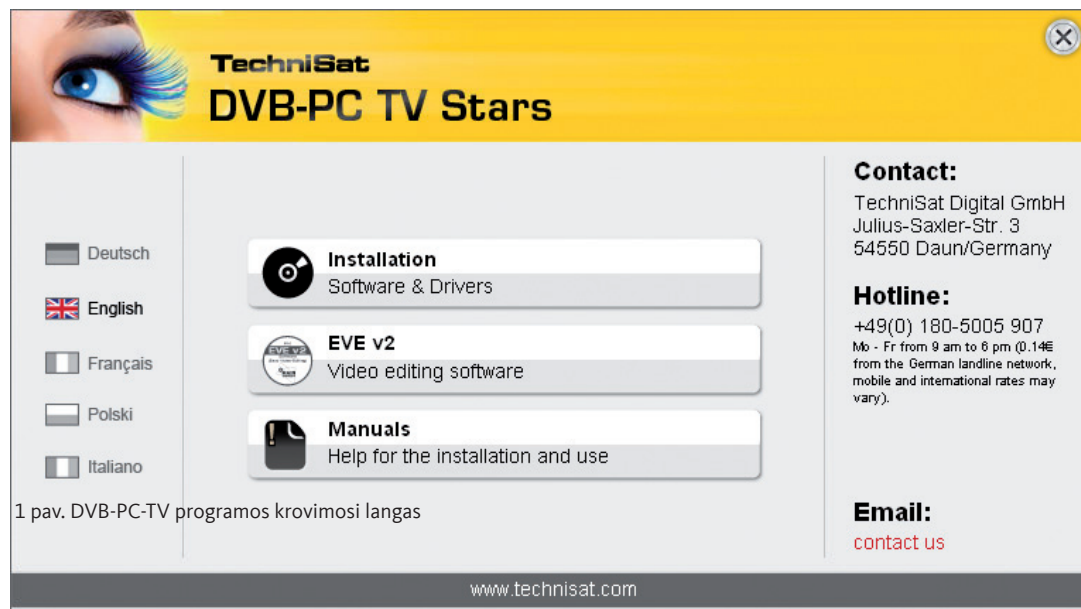 TechniSat
DVB-PC TV Stars
Deutsch
English
Français
Polski
Italiano
Installation
Software & Drivers
EVE v2
Video editing software
Manuals
Help for the installation and use
Contact:
TechniSat Digital GmbH
Julius-Saxler-Str. 3
54550 Daun/Germany
Hotline:
+49(0) 180-5005 907
Mo - Fr from 9 am to 6 pm (0.14€
from the German landline network,
mobile and international rates may
vary).
Email:
contact us
1 pav. DVB-PC-TV programos krovimosi langas
www.technisat.com